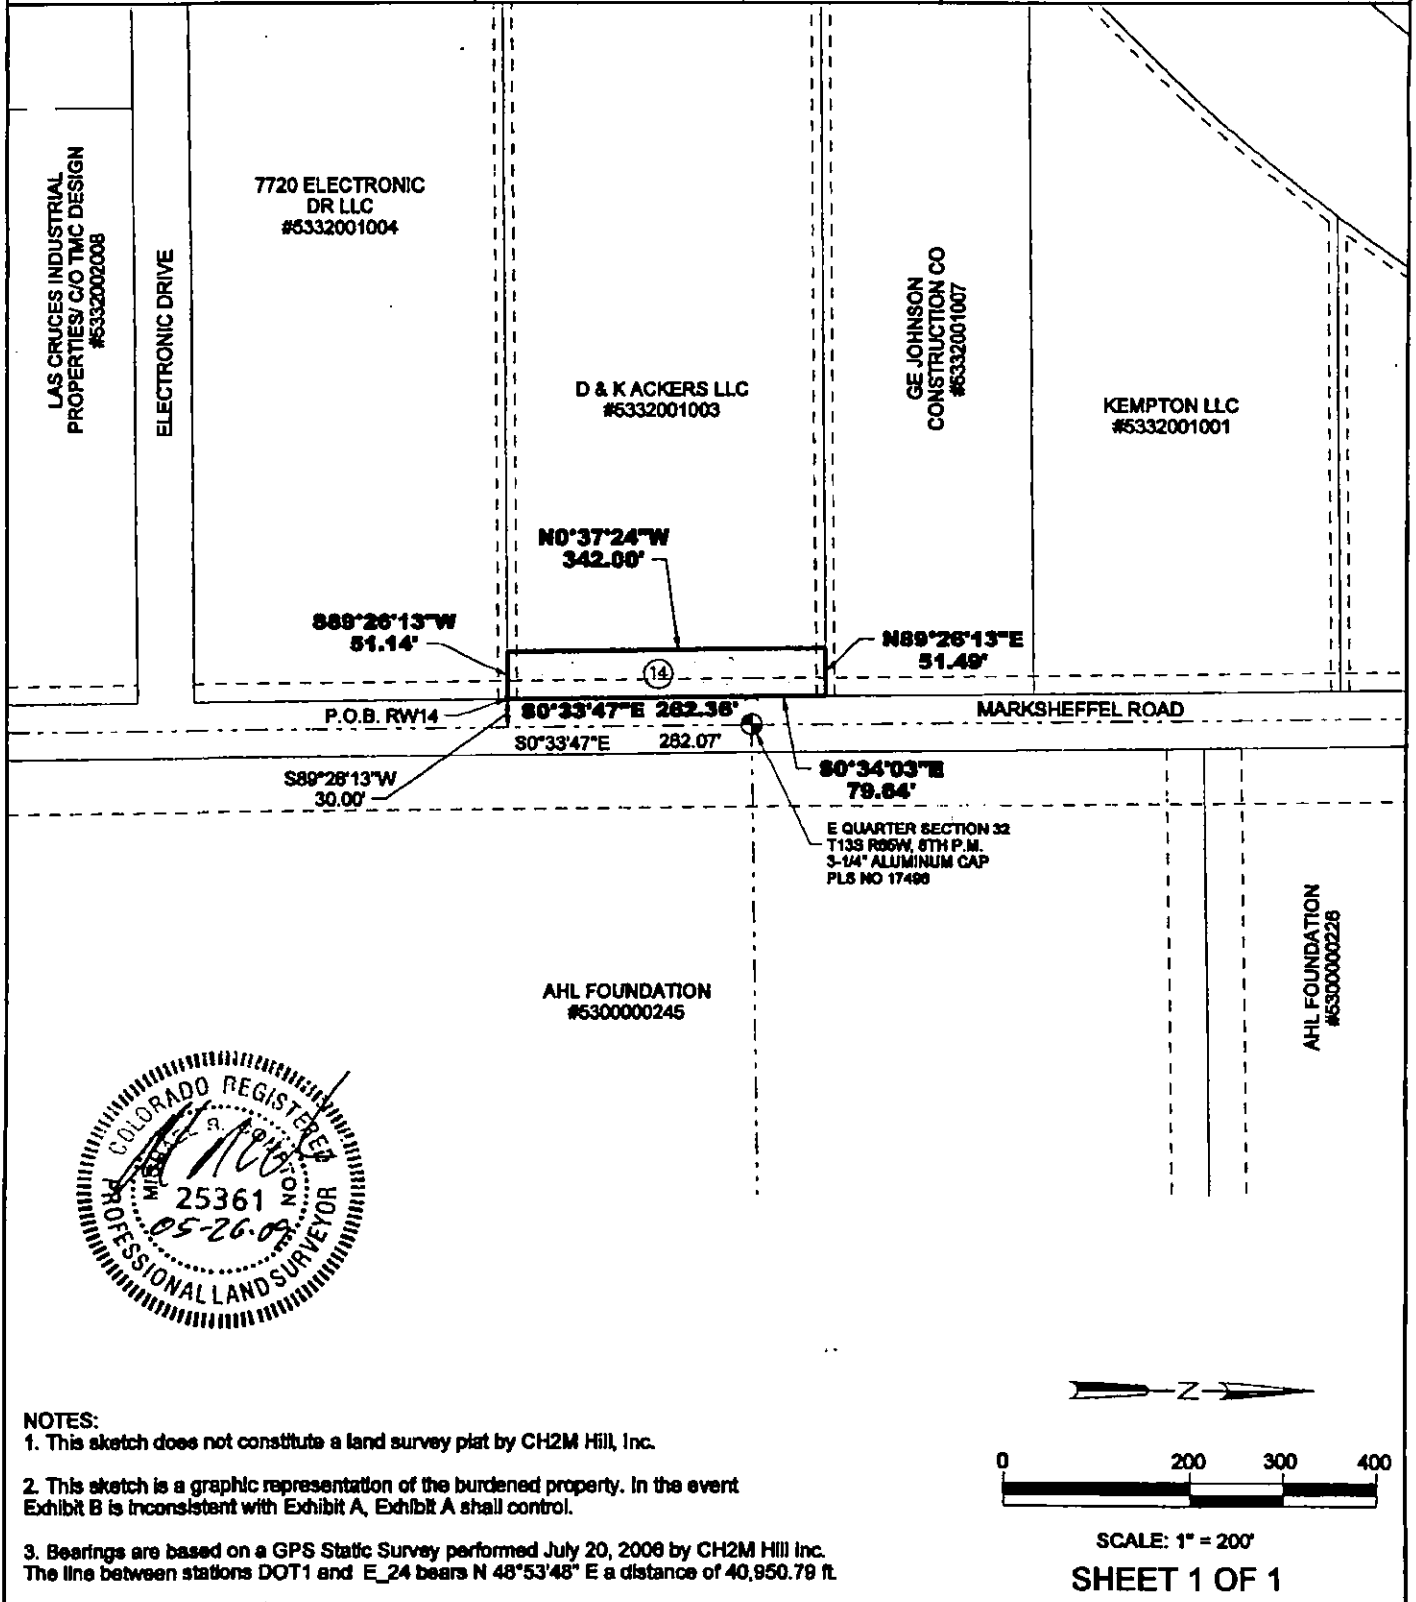 LAS CRUCES INDUSTRIAL
PROPERTIES/ C/O TMC DESIGN
#5332002008
ELECTRONIC DRIVE
7720 ELECTRONIC
DR LLC
#5332001004
D & K ACKERS LLC
#5332001003
GE JOHNSON
CONSTRUCTION CO
#5332001007
KEMPTON LLC
#5332001001
N0°37'24"W
342.00'
S89°26'13"W
51.14'
N89°26'13"E
51.49'
14
P.O.B. RW14
S0°33'47"E 262.36'
MARKSHEFFEL ROAD
S0°33'47"E 262.07'
S89°26'13"W
30.00'
S0°34'03"E
79.64'
E QUARTER SECTION 32
T13S R65W, 6TH P.M.
3-1/4" ALUMINUM CAP
PLS NO 17496
AHL FOUNDATION
#5300000245
AHL FOUNDATION
#5300000226
COLORADO REGISTERED
PROFESSIONAL LAND SURVEYOR
25361
05-26-09
Z
NOTES:
1. This sketch does not constitute a land survey plat by CH2M Hill, Inc.
2. This sketch is a graphic representation of the burdened property. In the event
Exhibit B is inconsistent with Exhibit A, Exhibit A shall control.
3. Bearings are based on a GPS Static Survey performed July 20, 2006 by CH2M Hill Inc.
The line between stations DOT1 and E_24 bears N 48°53'48" E a distance of 40,950.79 ft.
0 200 300 400
SCALE: 1" = 200'
SHEET 1 OF 1